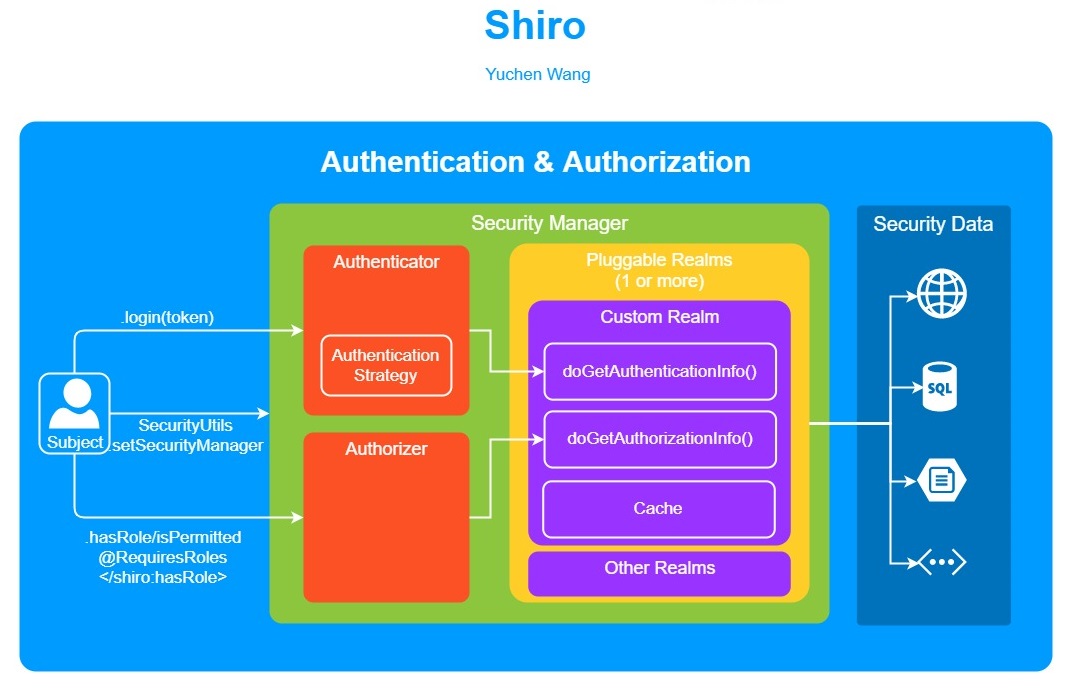 Shiro
Yuchen Wang
Authentication & Authorization
Security Manager
Security Data
Authenticator
Pluggable Realms
(1 or more)
Custom Realm
.login(token)
Authentication
Strategy
doGetAuthenticationInfo()
SQL
Subject
SecurityUtils
.setSecurityManager
doGetAuthorizationInfo()
Authorizer
Cache
.hasRole/isPermitted
@RequiresRoles
</shiro:hasRole>
Other Realms